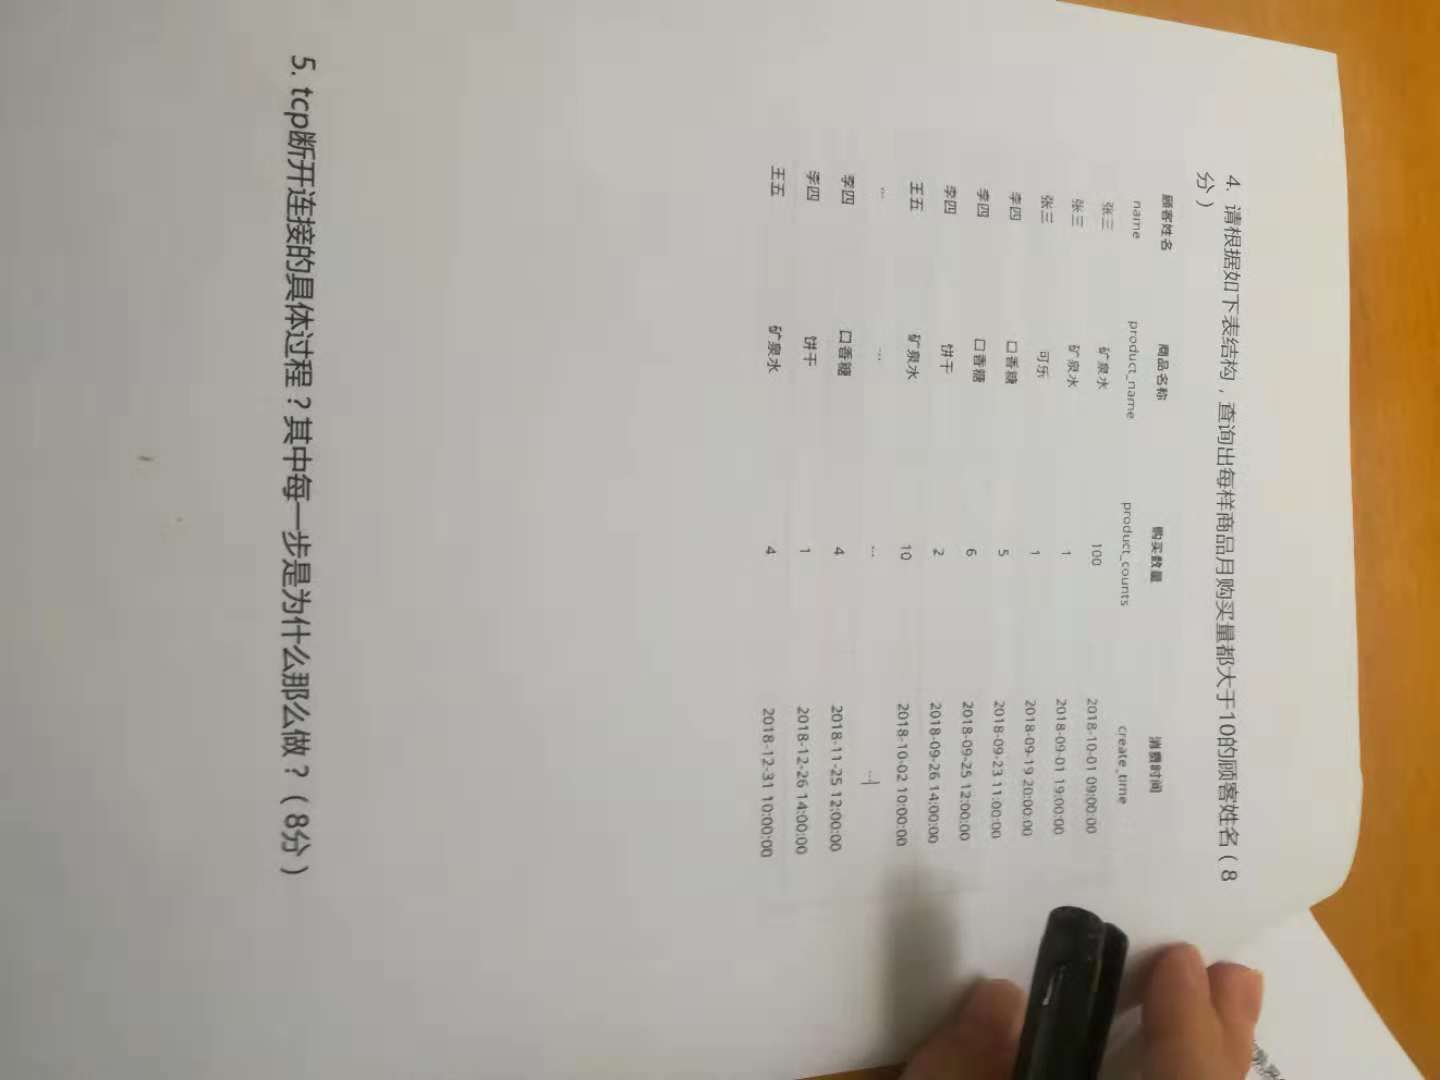 4. 请根据如下表结构，查询出每样商品月购买量都大于10的顾客姓名（8
分）
顾客姓名 商品名称 购买数量 消费时间
name product_name product_counts create_time
张三 矿泉水 100 2018-10-01 09:00:00
张三 矿泉水 1 2018-09-01 19:00:00
张三 可乐 1 2018-09-19 20:00:00
李四 口香糖 5 2018-09-23 11:00:00
李四 口香糖 6 2018-09-25 12:00:00
李四 饼干 2 2018-09-26 14:00:00
王五 矿泉水 10 2018-10-02 10:00:00
... ... ... ...
李四 口香糖 4 2018-11-25 12:00:00
李四 饼干 1 2018-12-26 14:00:00
王五 矿泉水 4 2018-12-31 10:00:00
5. tcp断开连接的具体过程？其中每一步是为什么那么做？（8分）